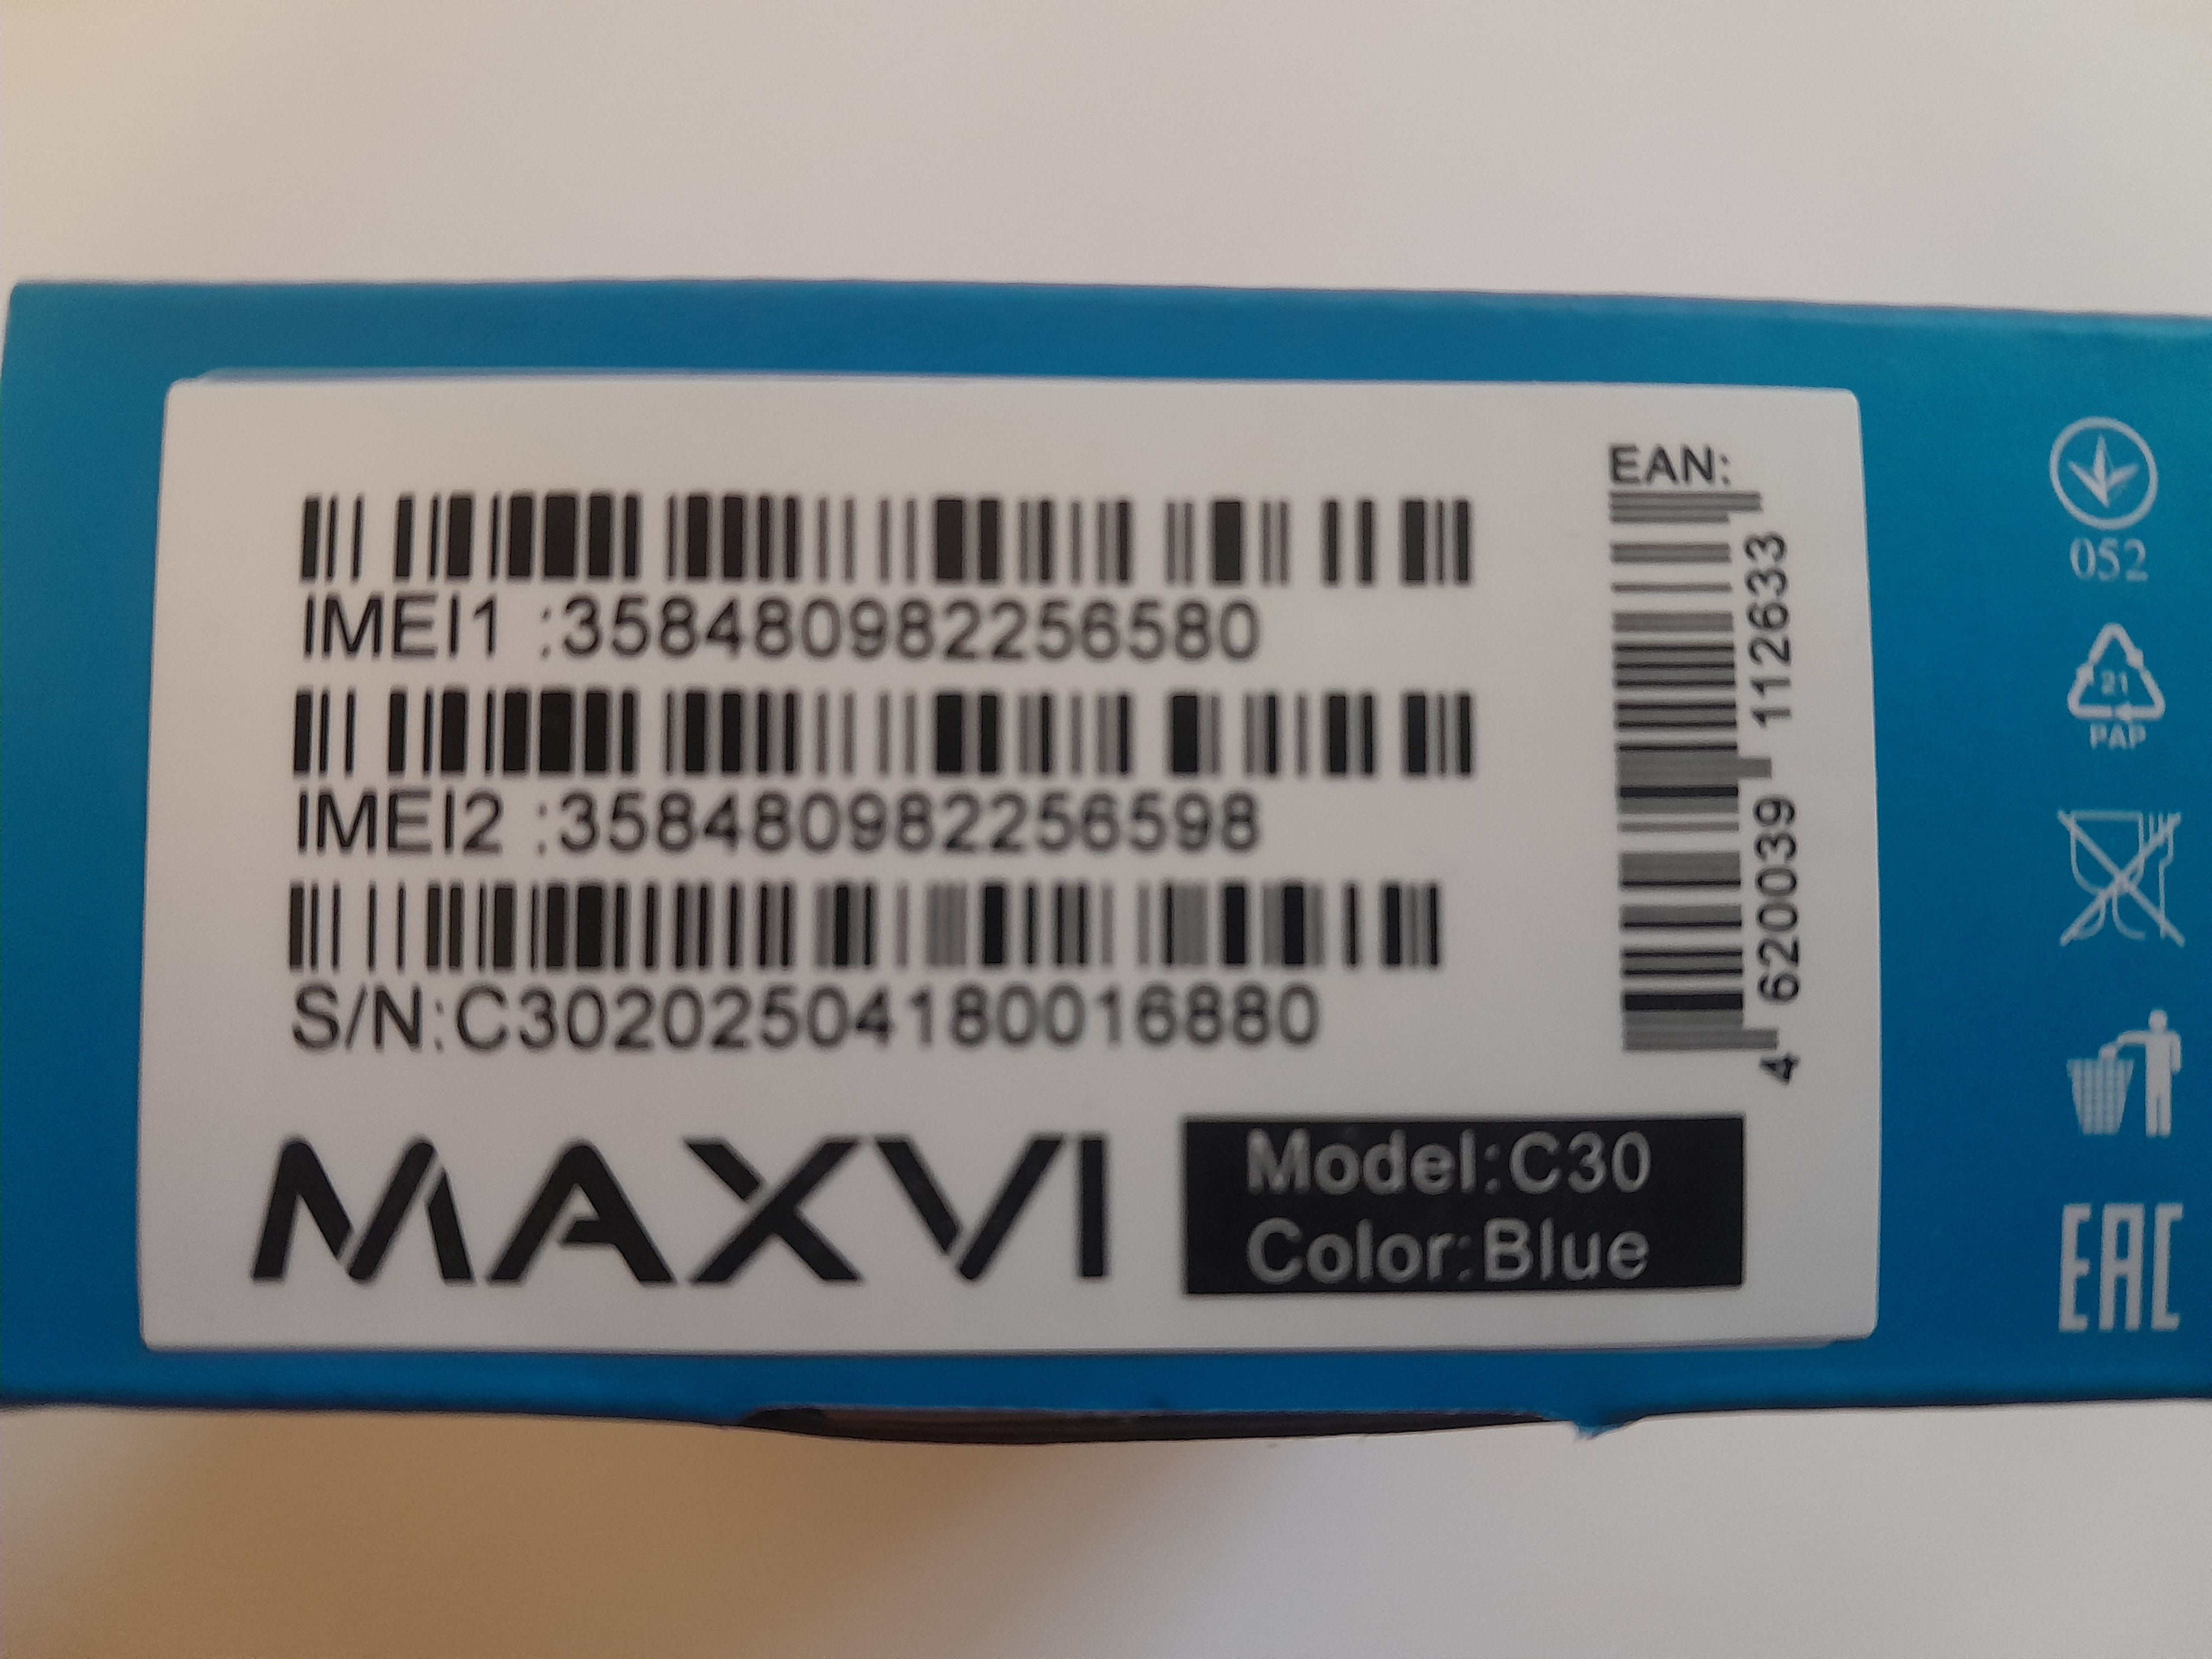 EAN:
IMEI1 :358480982256580
IMEI2 :358480982256598
S/N:C30202504180016880
4 620039 112633
MAXVI
Model:C30
Color:Blue
052
21
PAP
EAC